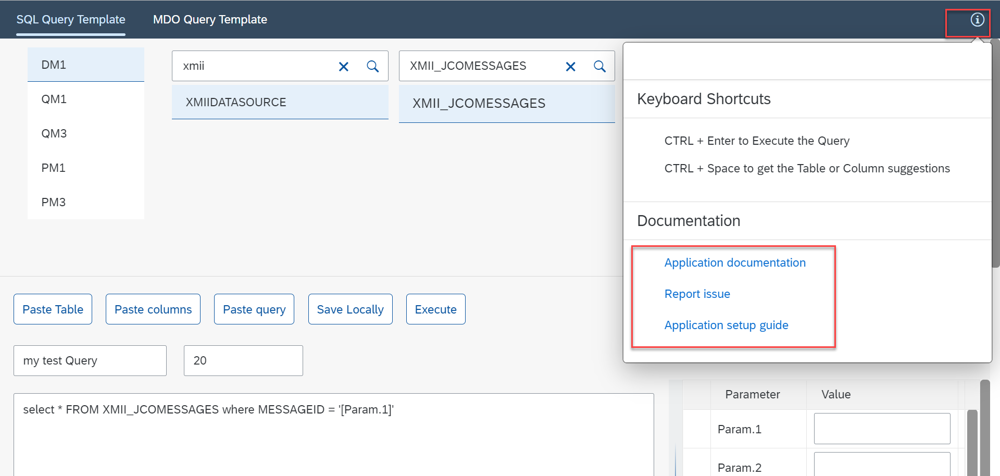 SQL Query Template
MDO Query Template
DM1
QM1
QM3
PM1
PM3
xmii
XMIIDATASOURCE
XMII_JCOMESSAGES
XMII_JCOMESSAGES
Keyboard Shortcuts
CTRL + Enter to Execute the Query
CTRL + Space to get the Table or Column suggestions
Documentation
Application documentation
Report issue
Application setup guide
Paste Table
Paste columns
Paste query
Save Locally
Execute
my test Query
20
select * FROM XMII_JCOMESSAGES where MESSAGEID = '[Param.1]'
Parameter
Value
Param.1
Param.2